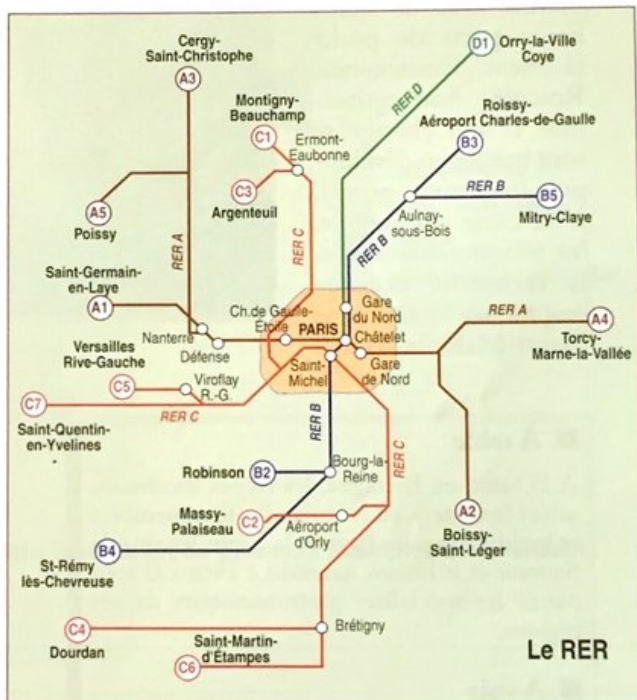 Cergy-
Saint-Christophe
A3
Montigny-
Beauchamp
C1
Ermont-
Eaubonne
C3
Argenteuil
D1
Orry-la-Ville
Coye
RER D
Roissy-
Aéroport Charles-de-Gaulle
B3
RER B
B5
Mitry-Claye
Aulnay-
sous-Bois
RER B
A5
Poissy
RER A
RER C
Saint-Germain-
en-Laye
A1
Nanterre
Défense
Ch. de Gaulle-
Étoile
PARIS
Gare
du Nord
Châtelet
Saint-
Michel
Gare
de Nord
RER A
A4
Torcy-
Marne-la-Vallée
Versailles
Rive-Gauche
C5
Viroflay
R.-G.
C7
RER C
Saint-Quentin-
en-Yvelines
RER B
RER C
Robinson
B2
Bourg-la-
Reine
Massy-
Palaiseau
C2
Aéroport
d'Orly
A2
Boissy-
Saint-Léger
B4
St-Rémy
lès-Chevreuse
C4
Dourdan
Brétigny
Saint-Martin-
d'Étampes
C6
Le RER